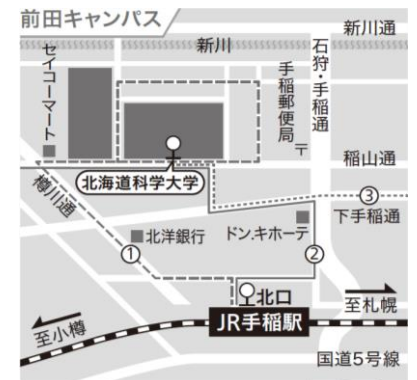 前田キャンパス
新川通
新川
石狩・手稲通
セイコーマート
手稲郵便局
〒
稲山通
北海道科学大学
樽川通
③
下手稲通
北洋銀行
ドン.キホーテ
①
②
北口
JR手稲駅
至札幌
至小樽
国道5号線